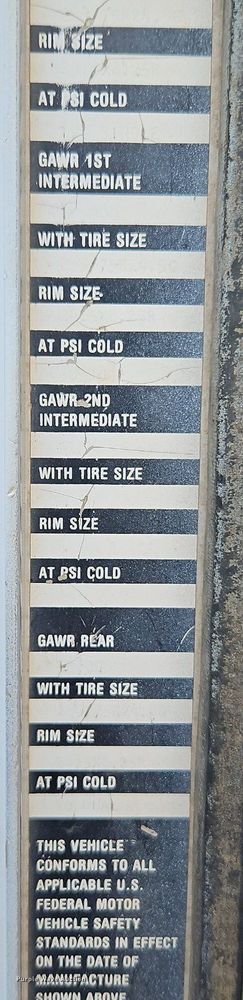 RIM SIZE
AT PSI COLD
GAWR 1ST
INTERMEDIATE
WITH TIRE SIZE
RIM SIZE
AT PSI COLD
GAWR 2ND
INTERMEDIATE
WITH TIRE SIZE
RIM SIZE
AT PSI COLD
GAWR REAR
WITH TIRE SIZE
RIM SIZE
AT PSI COLD
THIS VEHICLE
CONFORMS TO ALL
APPLICABLE U.S.
FEDERAL MOTOR
VEHICLE SAFETY
STANDARDS IN EFFECT
ON THE DATE OF
MANUFACTURE
SHOWN ABOVE